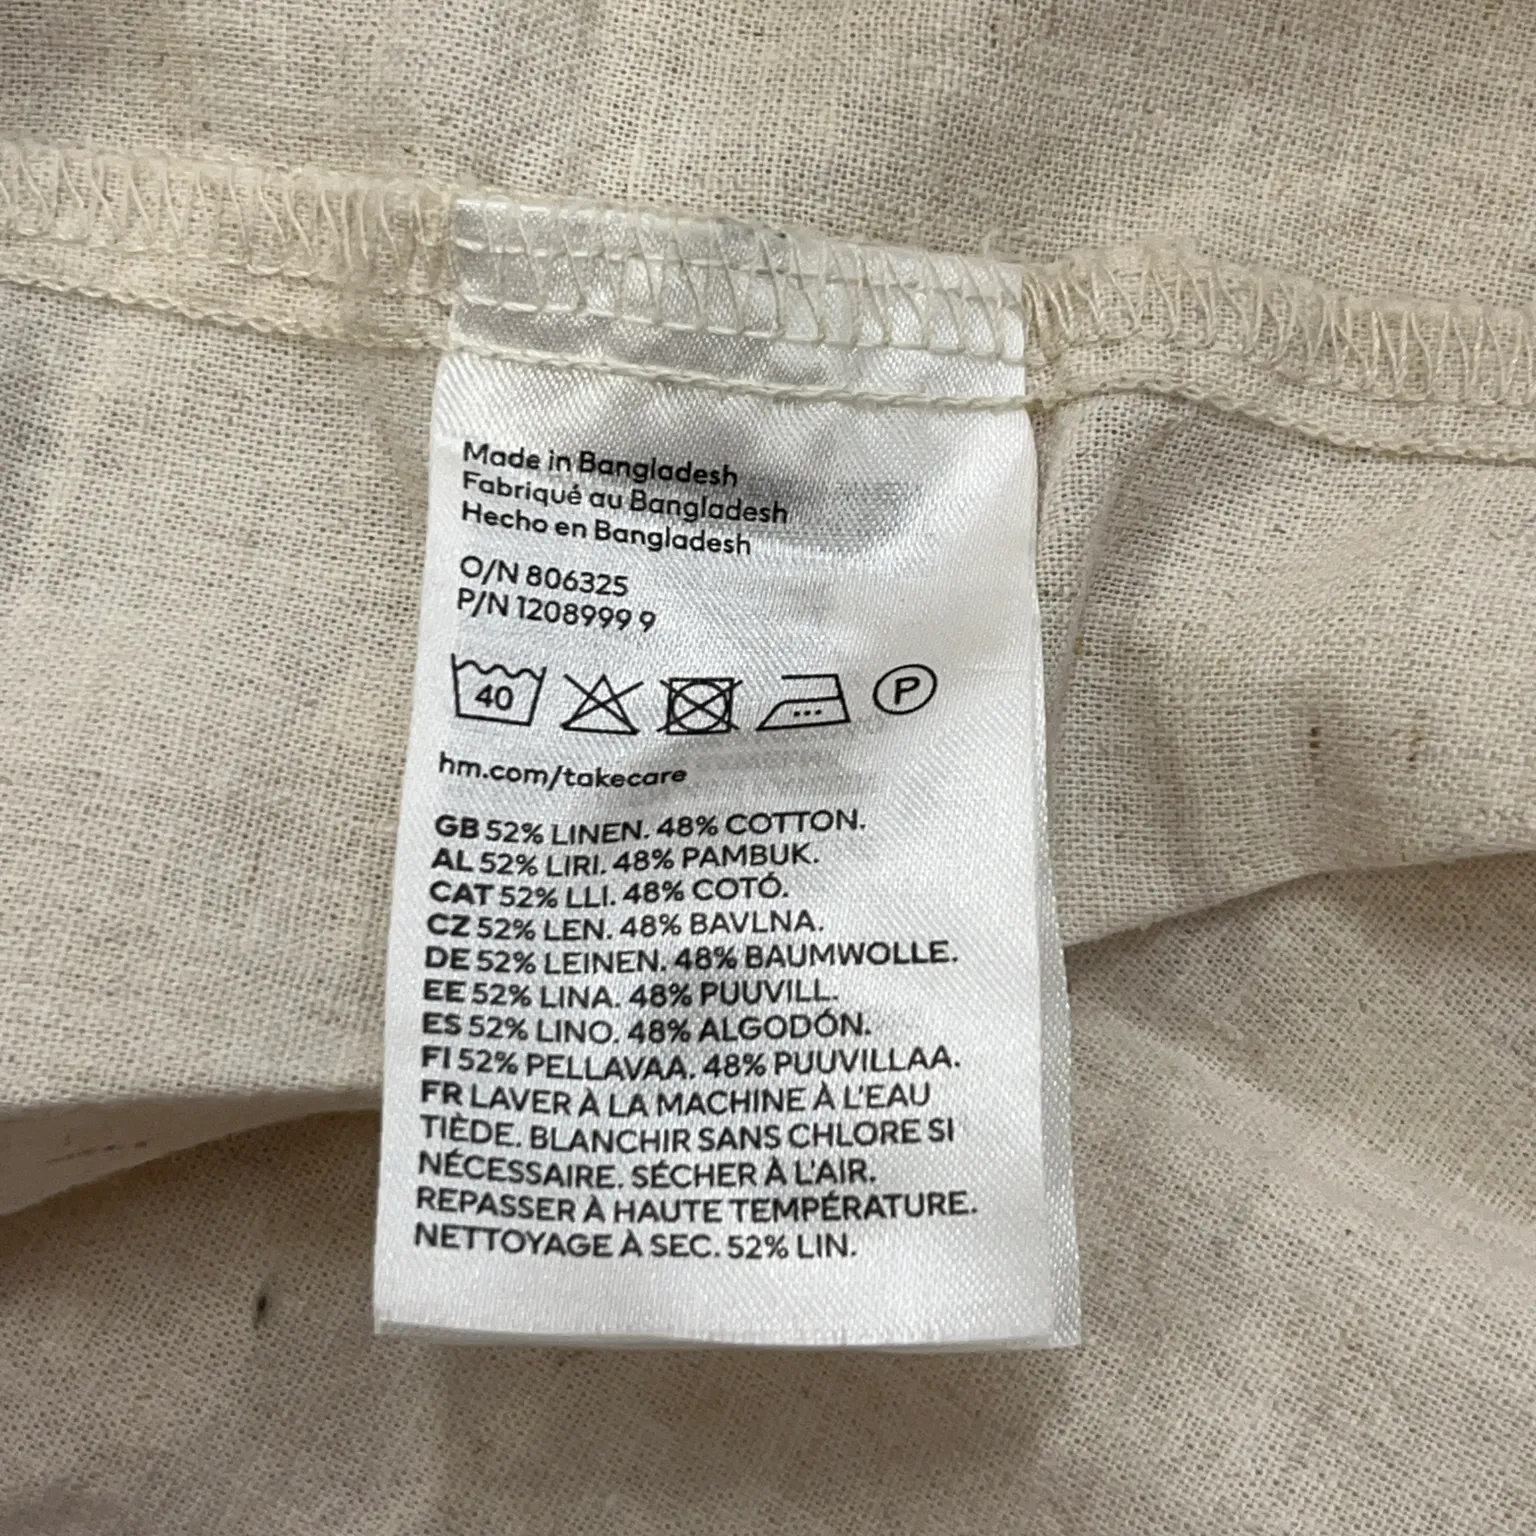 Made in Bangladesh
Fabriqué au Bangladesh
Hecho en Bangladesh
O/N 806325
P/N 1208999 9
40 P
hm.com/takecare
GB 52% LINEN. 48% COTTON.
AL 52% LIRI. 48% PAMBUK.
CAT 52% LLI. 48% COTÓ.
CZ 52% LEN. 48% BAVLNA.
DE 52% LEINEN. 48% BAUMWOLLE.
EE 52% LINA. 48% PUUVILL.
ES 52% LINO. 48% ALGODÓN.
FI 52% PELLAVAA. 48% PUUVILLAA.
FR LAVER À LA MACHINE À L'EAU
TIÈDE. BLANCHIR SANS CHLORE SI
NÉCESSAIRE. SÉCHER À L'AIR.
REPASSER À HAUTE TEMPÉRATURE.
NETTOYAGE À SEC. 52% LIN.